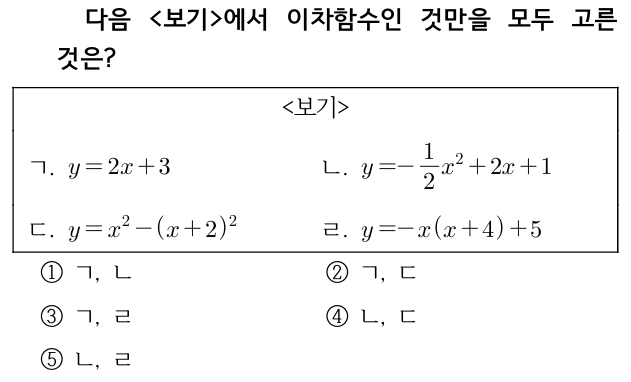 다음 <보기>에서 이차함수인 것만을 모두 고른
것은?
<보기>
ㄱ. y=2x+3 ㄴ. y=-\frac{1}{2}x^2+2x+1
ㄷ. y=x^2-(x+2)^2 ㄹ. y=-x(x+4)+5
① ㄱ, ㄴ ② ㄱ, ㄷ
③ ㄱ, ㄹ ④ ㄴ, ㄷ
⑤ ㄴ, ㄹ